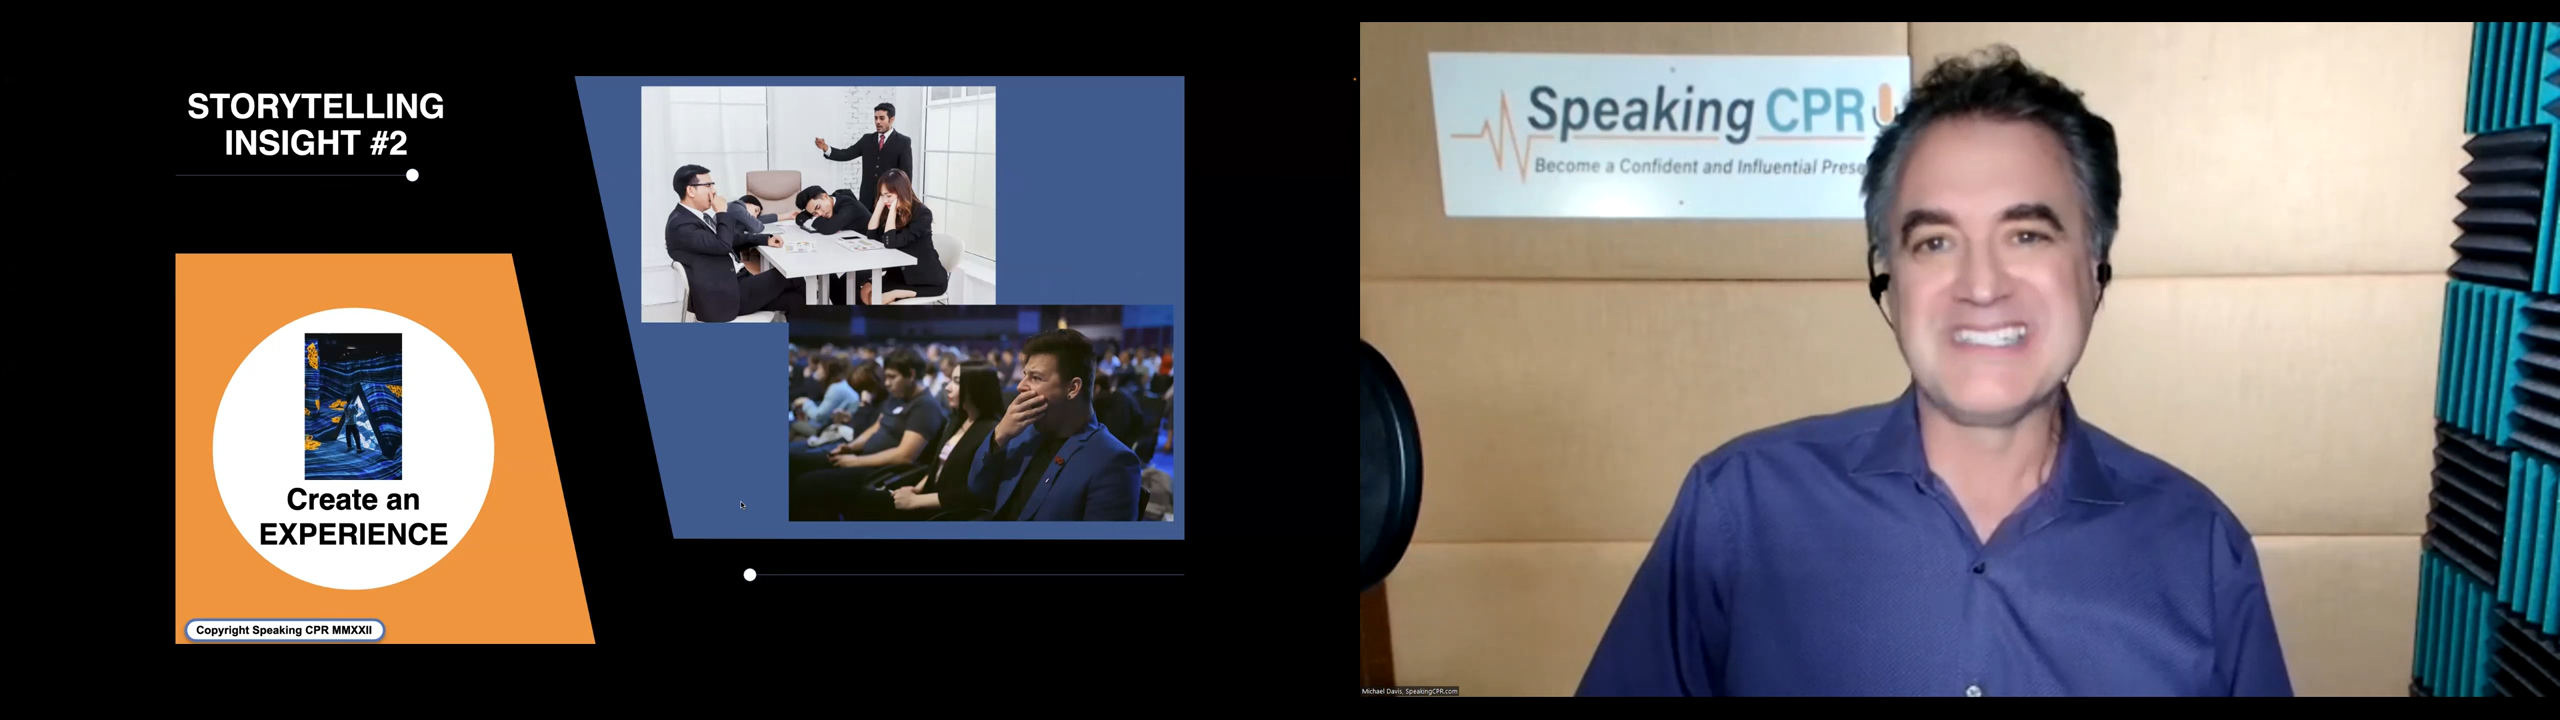 STORYTELLING
INSIGHT #2
Create an
EXPERIENCE
Copyright Speaking CPR MMXXII
Speaking CPR
Become a Confident and Influential Prese
Michael Davis, SpeakingCPR.com